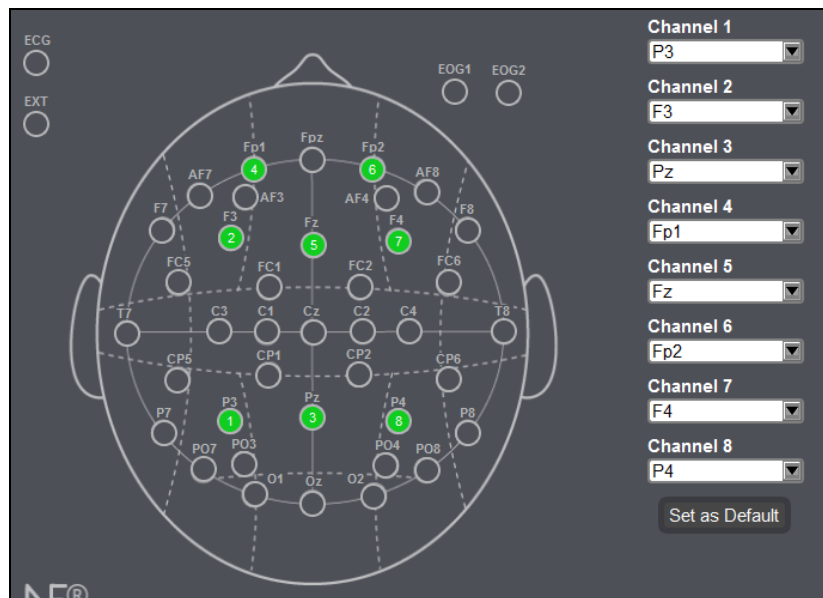 ECG
EXT
EOG1 EOG2
Fp1 Fpz Fp2
4 6
AF7 AF3 AF4 AF8
F7 F3 Fz F4 F8
2 5 7
FC5 FC1 FC2 FC6
T7 C3 C1 Cz C2 C4 T8
CP5 CP1 CP2 CP6
P7 P3 Pz P4 P8
1 3 8
PO7 PO3 PO4 PO8
O1 Oz O2
Channel 1
P3
Channel 2
F3
Channel 3
Pz
Channel 4
Fp1
Channel 5
Fz
Channel 6
Fp2
Channel 7
F4
Channel 8
P4
Set as Default